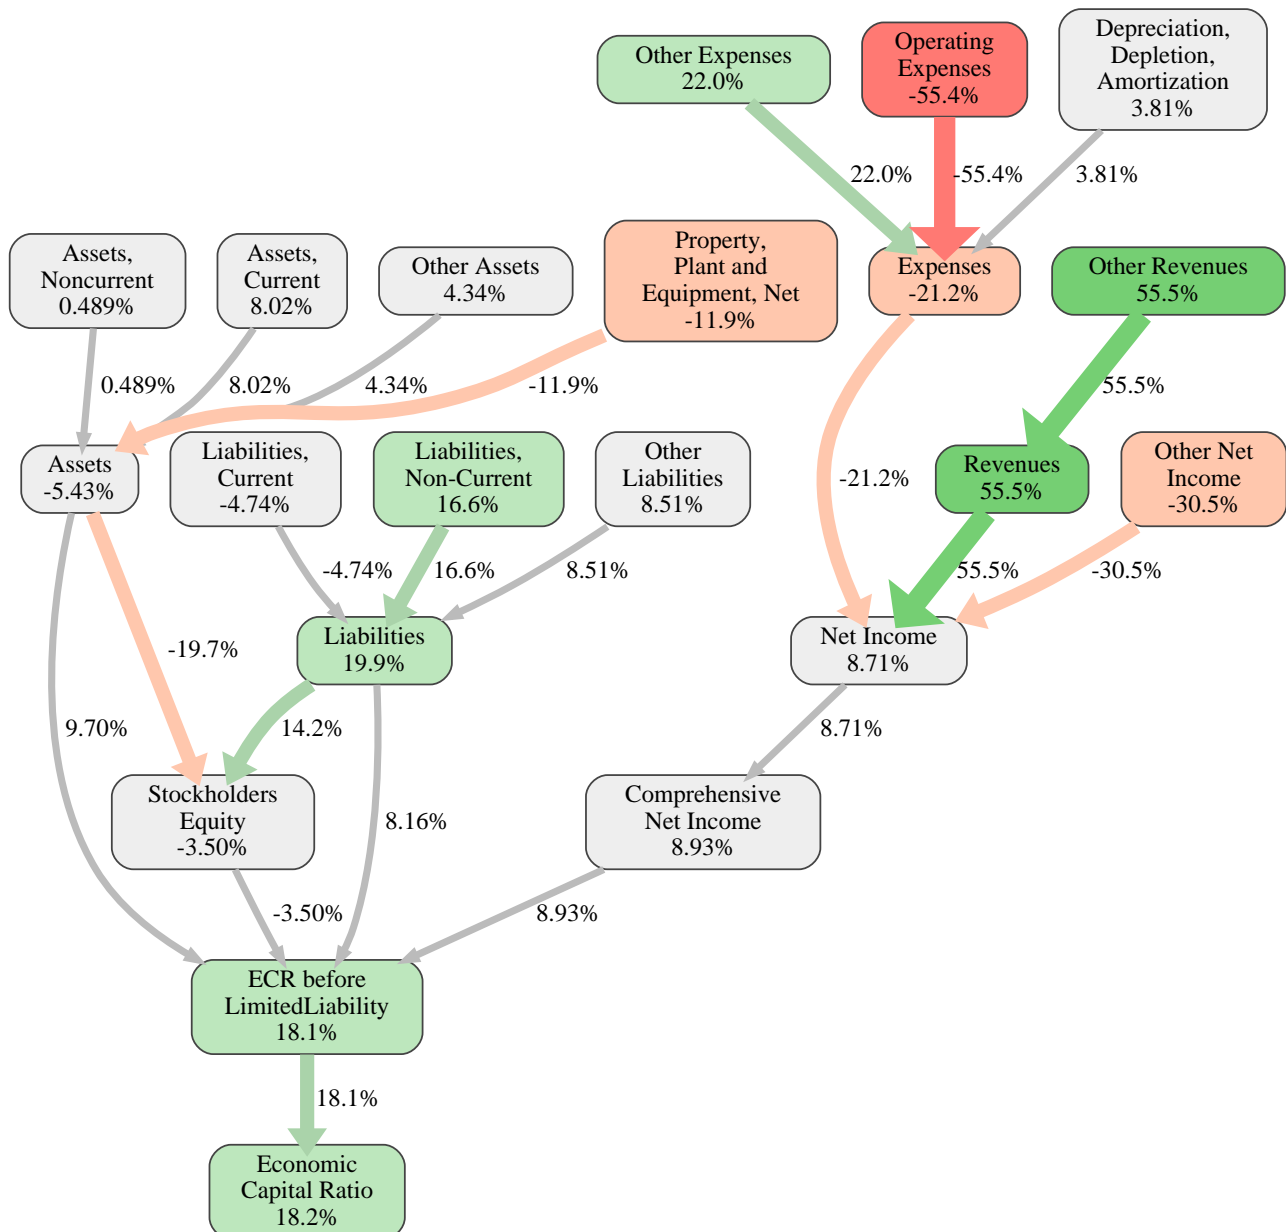 Other Expenses
22.0%
Operating
Expenses
-55.4%
Depreciation,
Depletion,
Amortization
3.81%
22.0%
-55.4%
3.81%
Assets,
Noncurrent
0.489%
Assets,
Current
8.02%
Other Assets
4.34%
Property,
Plant and
Equipment, Net
-11.9%
Expenses
-21.2%
Other Revenues
55.5%
0.489%
8.02%
4.34%
-11.9%
55.5%
Assets
-5.43%
Liabilities,
Current
-4.74%
Liabilities,
Non-Current
16.6%
Other
Liabilities
8.51%
-21.2%
Revenues
55.5%
Other Net
Income
-30.5%
-4.74%
16.6%
8.51%
55.5%
-30.5%
-19.7%
Liabilities
19.9%
Net Income
8.71%
9.70%
14.2%
8.71%
Stockholders
Equity
-3.50%
8.16%
Comprehensive
Net Income
8.93%
-3.50%
8.93%
ECR before
LimitedLiability
18.1%
18.1%
Economic
Capital Ratio
18.2%